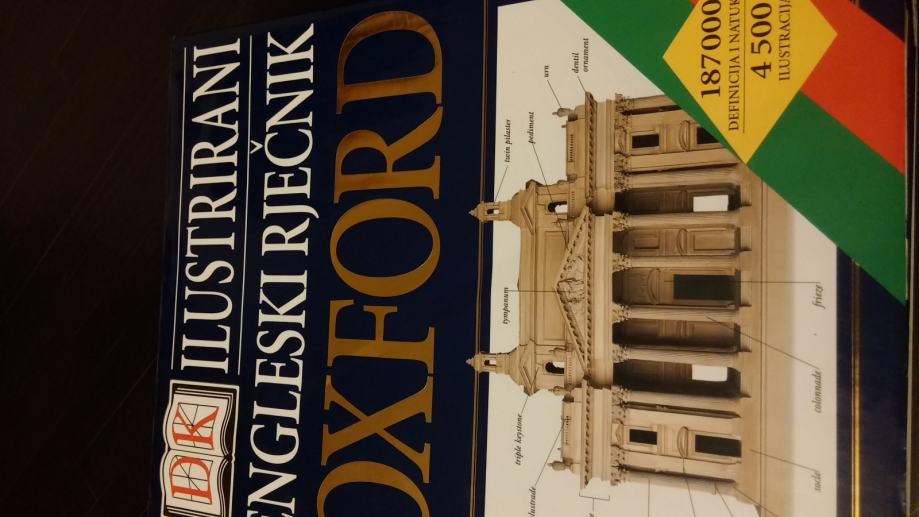 DK
ILUSTRIRANI
ENGLESKI RJEČNIK
OXFORD
187000
DEFINICIJA I
4 500
urn
dentil
ornament
twin pilaster
pediment
tympanum
triple keystone
frieze
colonnade
socle